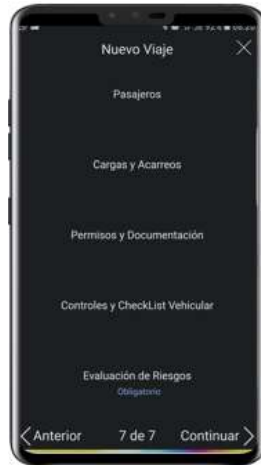 Nuevo Viaje
Pasajeros
Cargas y Acarreos
Permisos y Documentación
Controles y CheckList Vehicular
Evaluación de Riesgos
Obligatorio
Anterior 7 de 7 Continuar